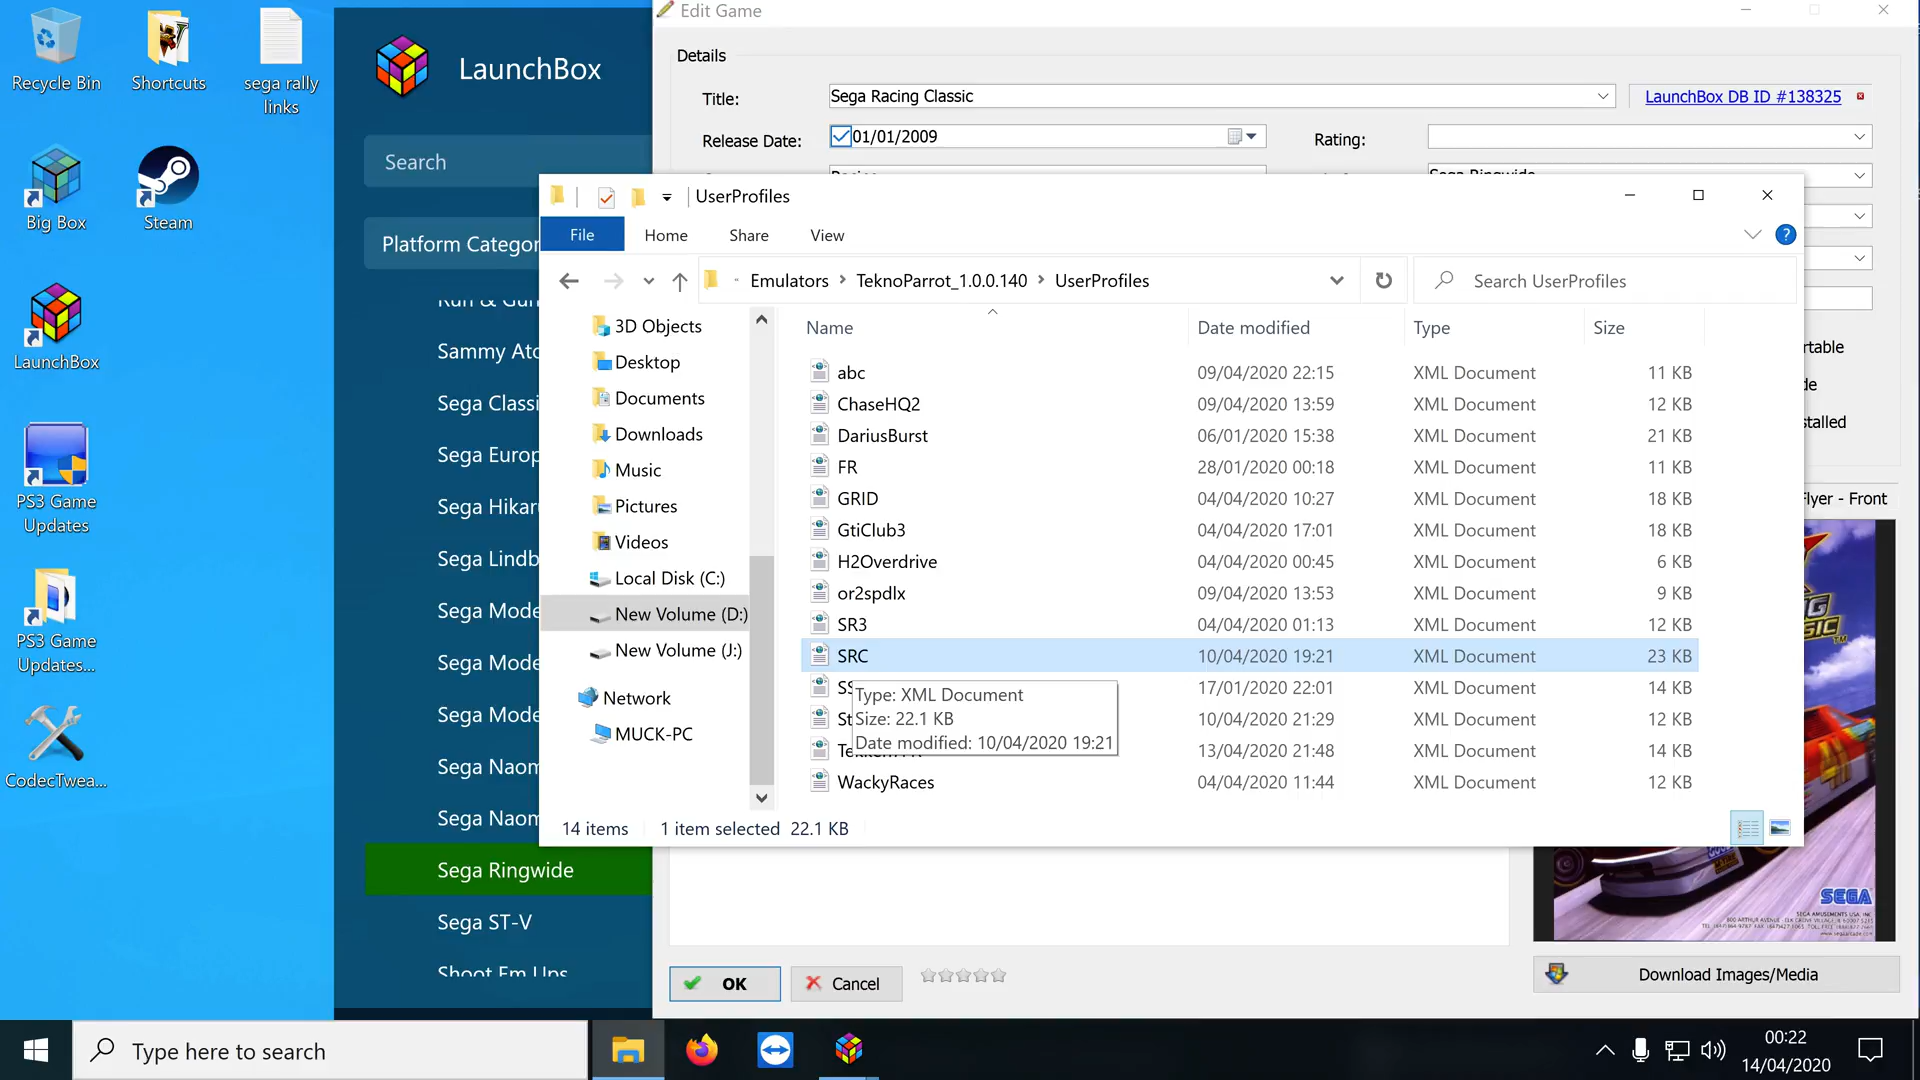 Recycle Bin
Shortcuts
sega rally
links
Big Box
Steam
LaunchBox
PS3 Game
Updates
PS3 Game
Updates...
CodecTwea...
LaunchBox
Search
Platform Categor
Run & Gun
Sammy Ato
Sega Classi
Sega Europ
Sega Hikar
Sega Lindb
Sega Mode
Sega Mode
Sega Mode
Sega Naom
Sega Naom
Sega Ringwide
Sega ST-V
Shoot Em Ups
Edit Game
Details
Title:
Sega Racing Classic
LaunchBox DB ID #138325
Release Date:
01/01/2009
Rating:
Racing
Sega Ringwide
rtable
de
stalled
Flyer - Front
UserProfiles
File
Home
Share
View
?
Emulators
TeknoParrot_1.0.0.140
UserProfiles
Search UserProfiles
3D Objects
Desktop
Documents
Downloads
Music
Pictures
Videos
Local Disk (C:)
New Volume (D:)
New Volume (J:)
Network
MUCK-PC
Name Date modified Type Size
abc 09/04/2020 22:15 XML Document 11 KB
ChaseHQ2 09/04/2020 13:59 XML Document 12 KB
DariusBurst 06/01/2020 15:38 XML Document 21 KB
FR 28/01/2020 00:18 XML Document 11 KB
GRID 04/04/2020 10:27 XML Document 18 KB
GtiClub3 04/04/2020 17:01 XML Document 18 KB
H2Overdrive 04/04/2020 00:45 XML Document 6 KB
or2spdlx 09/04/2020 13:53 XML Document 9 KB
SR3 04/04/2020 01:13 XML Document 12 KB
SRC 10/04/2020 19:21 XML Document 23 KB
SS 17/01/2020 22:01 XML Document 14 KB
St 10/04/2020 21:29 XML Document 12 KB
13/04/2020 21:48 XML Document 14 KB
WackyRaces 04/04/2020 11:44 XML Document 12 KB
Type: XML Document
Size: 22.1 KB
Date modified: 10/04/2020 19:21
14 items
1 item selected 22.1 KB
SEGA
OK
Cancel
Download Images/Media
Type here to search
00:22
14/04/2020